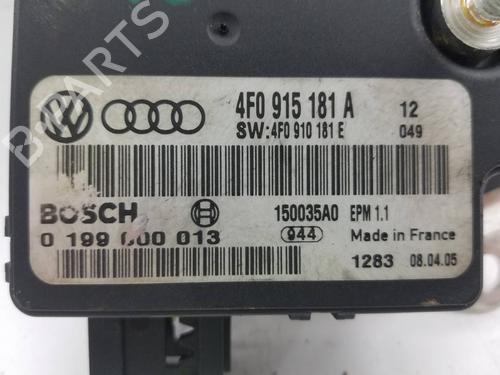 B-PARTS
4F0 915 181 A 12
SW:4F0 910 181 E 049
BOSCH 150035A0 EPM 1.1
0 199 000 013 944 Made in France
1283 08.04.05